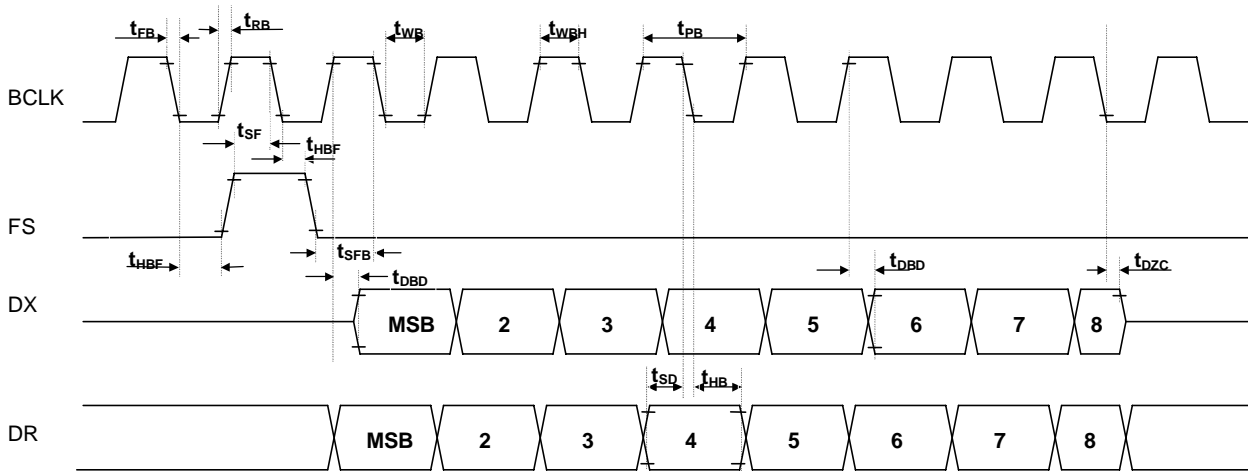 tFB tRB tWB tWBH tPB
BCLK
tSF tHBF
FS
tHBF tSFB tDBD tDBD tDZC
DX MSB 2 3 4 5 6 7 8
tSD tHB
DR MSB 2 3 4 5 6 7 8